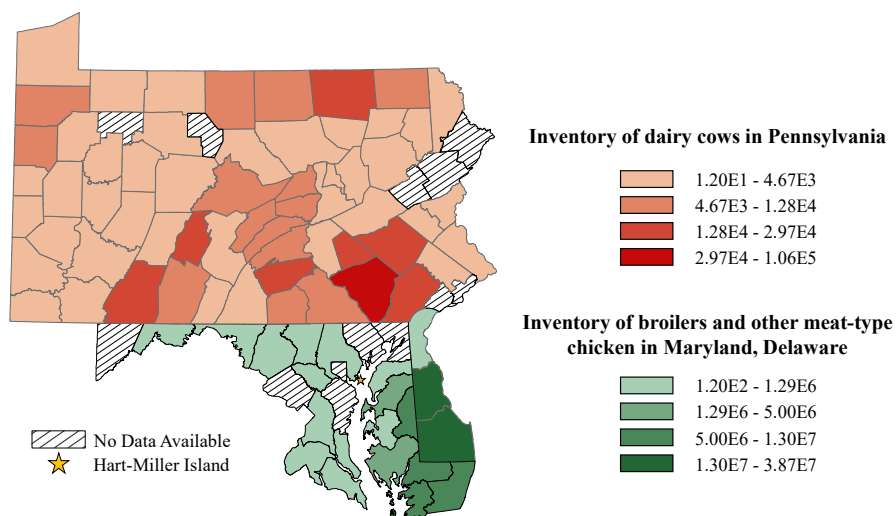 Inventory of dairy cows in Pennsylvania
1.20E1 - 4.67E3
4.67E3 - 1.28E4
1.28E4 - 2.97E4
2.97E4 - 1.06E5
Inventory of broilers and other meat-type
chicken in Maryland, Delaware
1.20E2 - 1.29E6
1.29E6 - 5.00E6
5.00E6 - 1.30E7
1.30E7 - 3.87E7
No Data Available
Hart-Miller Island